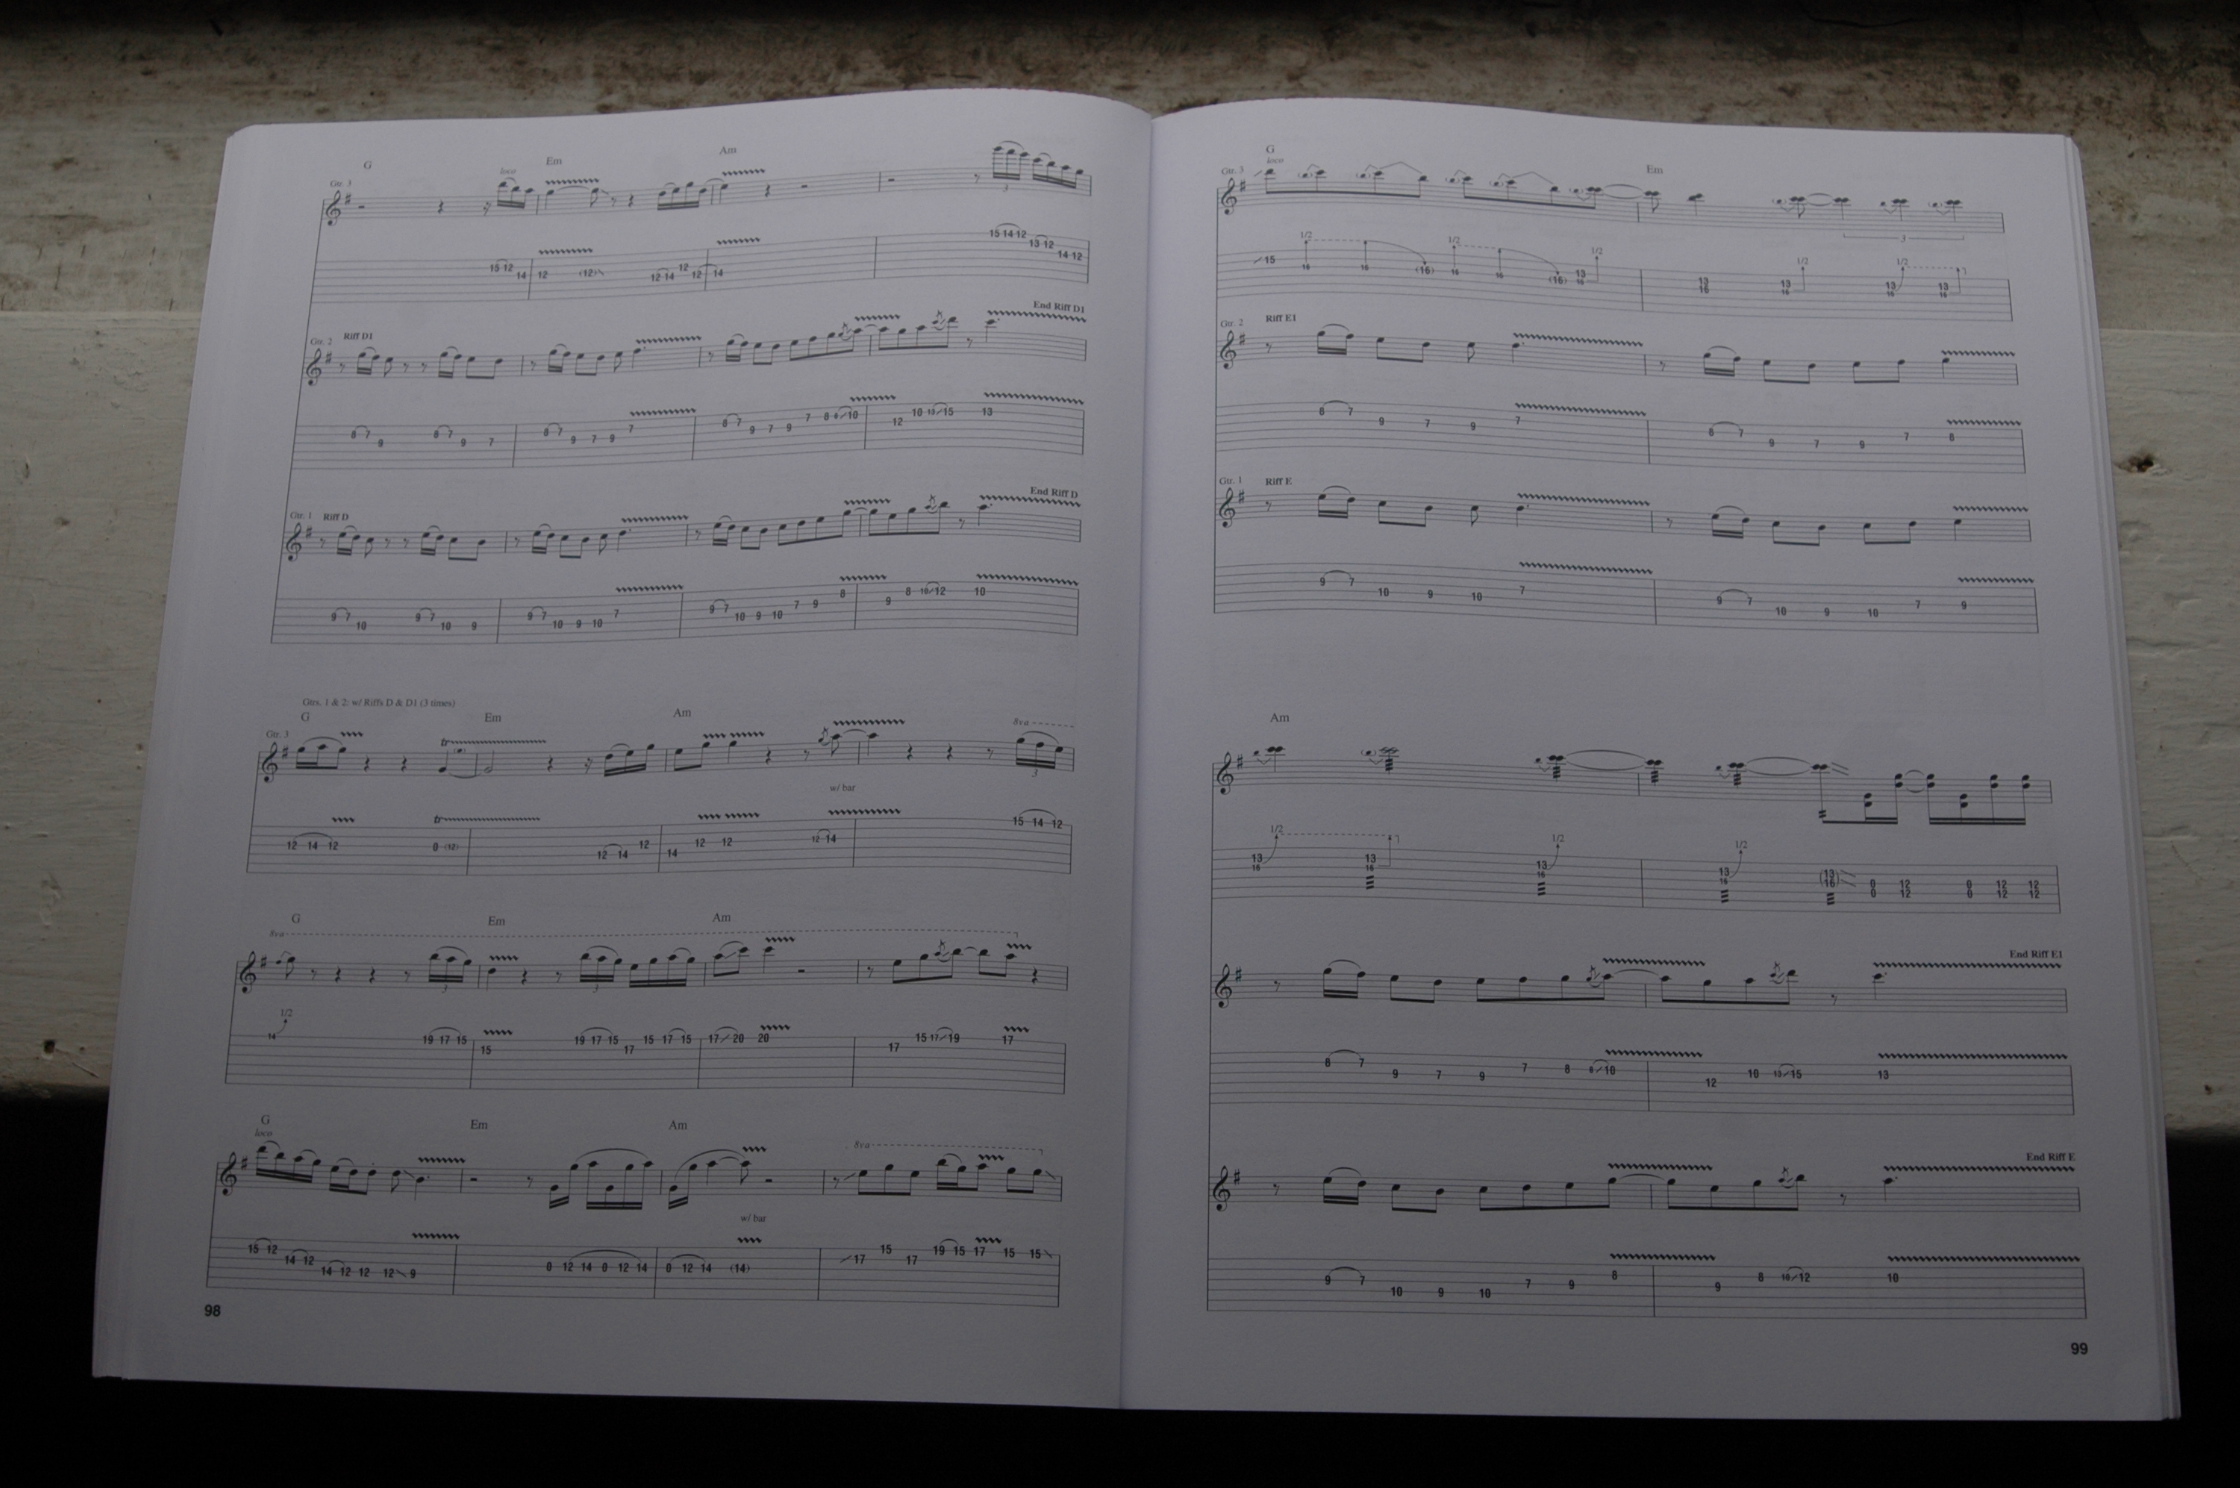 G Em Am
loco
Gtr. 3
15 12 14 12 (12) 12 14 12 12 14 15 14 12 13 12 14 12
End Riff D1
Gtr. 2 Riff D1
8 7 9 8 7 9 7 8 7 9 7 9 7 8 7 9 7 9 7 8 8 10 12 10 13 15 13
End Riff D
Gtr. 1 Riff D
9 7 10 9 7 10 9 9 7 10 9 10 7 9 7 10 9 10 7 9 8 9 8 10 12 10
Gtrs. 1 & 2: w/ Riffs D & D1 (3 times)
G Em Am
8va
Gtr. 3
tr
w/ bar
tr
12 14 12 0 (12) 12 14 12 14 12 12 12 14 15 14 12
G Em Am
8va
3 3
1/2
14 19 17 15 15 19 17 15 17 15 17 15 17 20 20 17 15 17 19 17
G Em Am
loco
8va
w/ bar
15 12 14 12 14 12 12 12 9 0 12 14 0 12 14 0 12 14 (14) 17 15 17 19 15 17 15 15
98
G Em
loco
Gtr. 3
3
1/2 1/2 1/2 1/2 1/2
15 16 16 (16) 16 16 (16) 13 16 13 16 13 16 13 16 13 16
Gtr. 2 Riff E1
8 7 9 7 9 7 8 7 9 7 9 7 8
Gtr. 1 Riff E
9 7 10 9 10 7 9 7 10 9 10 7 9
Am
1/2 1/2 1/2
13 16 13 16 13 16 13 16 (13 16) 0 0 12 12 0 0 12 12 12 12
End Riff E1
8 7 9 7 9 7 8 8 10 12 10 13 15 13
End Riff E
9 7 10 9 10 7 9 8 9 8 10 12 10
99